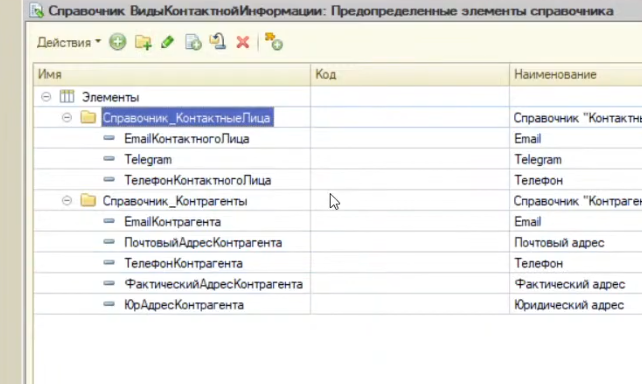 Справочник ВидыКонтактнойИнформации: Предопределенные элементы справочника
Действия
Имя Код Наименование
Элементы
Справочник_КонтактныеЛица Справочник "Контактн
EmailКонтактногоЛица Email
Telegram Telegram
ТелефонКонтактногоЛица Телефон
Справочник_Контрагенты Справочник "Контраген
EmailКонтрагента Email
ПочтовыйАдресКонтрагента Почтовый адрес
ТелефонКонтрагента Телефон
ФактическийАдресКонтрагента Фактический адрес
ЮрАдресКонтрагента Юридический адрес